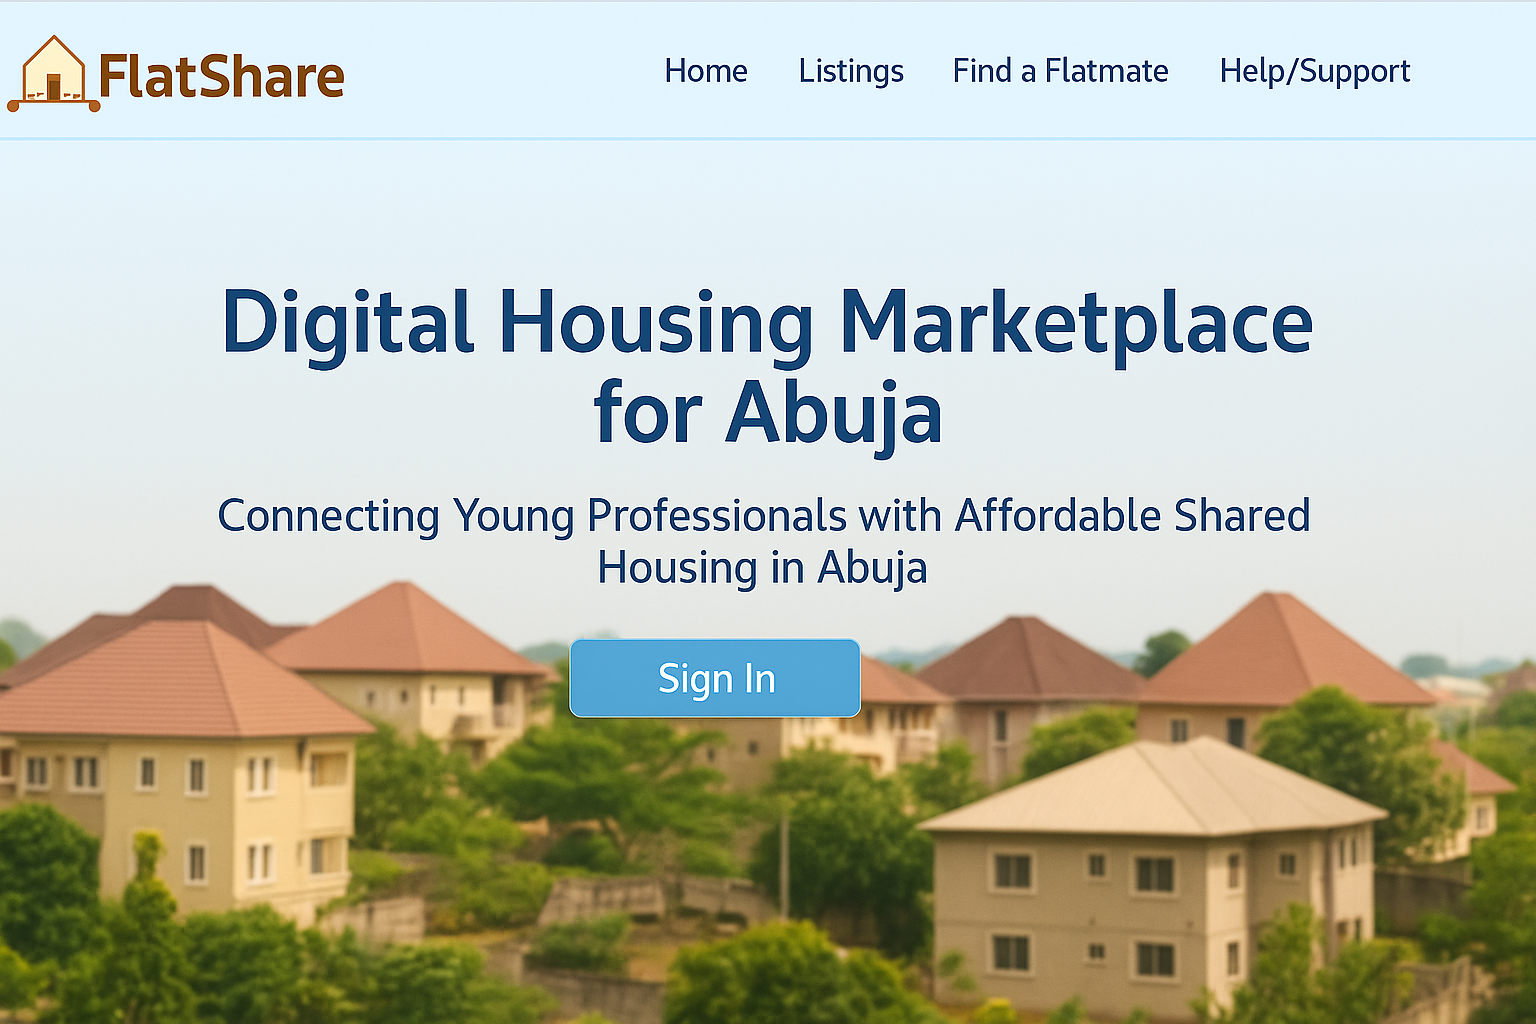 FlatShare
Home Listings Find a Flatmate Help/Support
Digital Housing Marketplace
for Abuja
Connecting Young Professionals with Affordable Shared
Housing in Abuja
Sign In